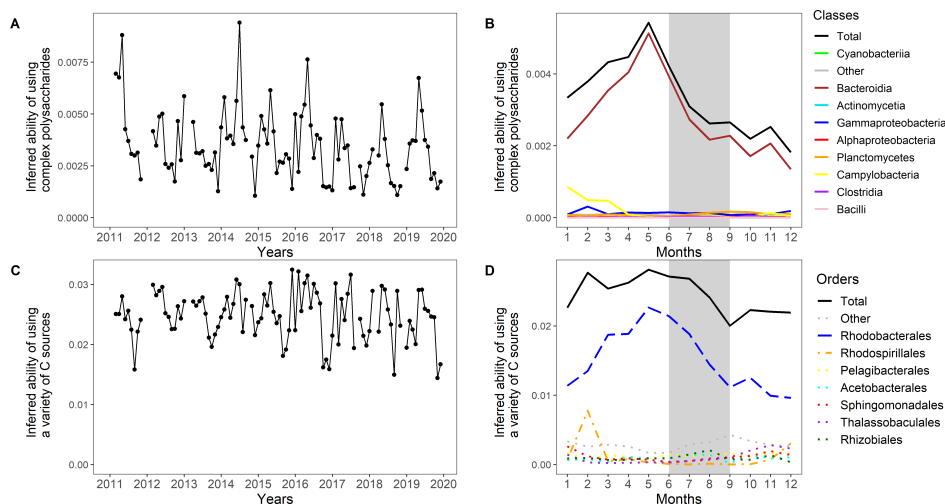 A
Inferred ability of using
complex polysaccharides
0.0075
0.0050
0.0025
0.0000
2011 2012 2013 2014 2015 2016 2017 2018 2019 2020
Years
B
Inferred ability of using
complex polysaccharides
0.004
0.002
0.000
1 2 3 4 5 6 7 8 9 10 11 12
Months
Classes
Total
Cyanobacteriia
Other
Bacteroidia
Actinomycetia
Gammaproteobacteria
Alphaproteobacteria
Planctomycetes
Campylobacteria
Clostridia
Bacilli
C
Inferred ability of using
a variety of C sources
0.03
0.02
0.01
0.00
2011 2012 2013 2014 2015 2016 2017 2018 2019 2020
Years
D
Inferred ability of using
a variety of C sources
0.02
0.01
0.00
1 2 3 4 5 6 7 8 9 10 11 12
Months
Orders
Total
Other
Rhodobacterales
Rhodospirillales
Pelagibacterales
Acetobacterales
Sphingomonadales
Thalassobaculales
Rhizobiales